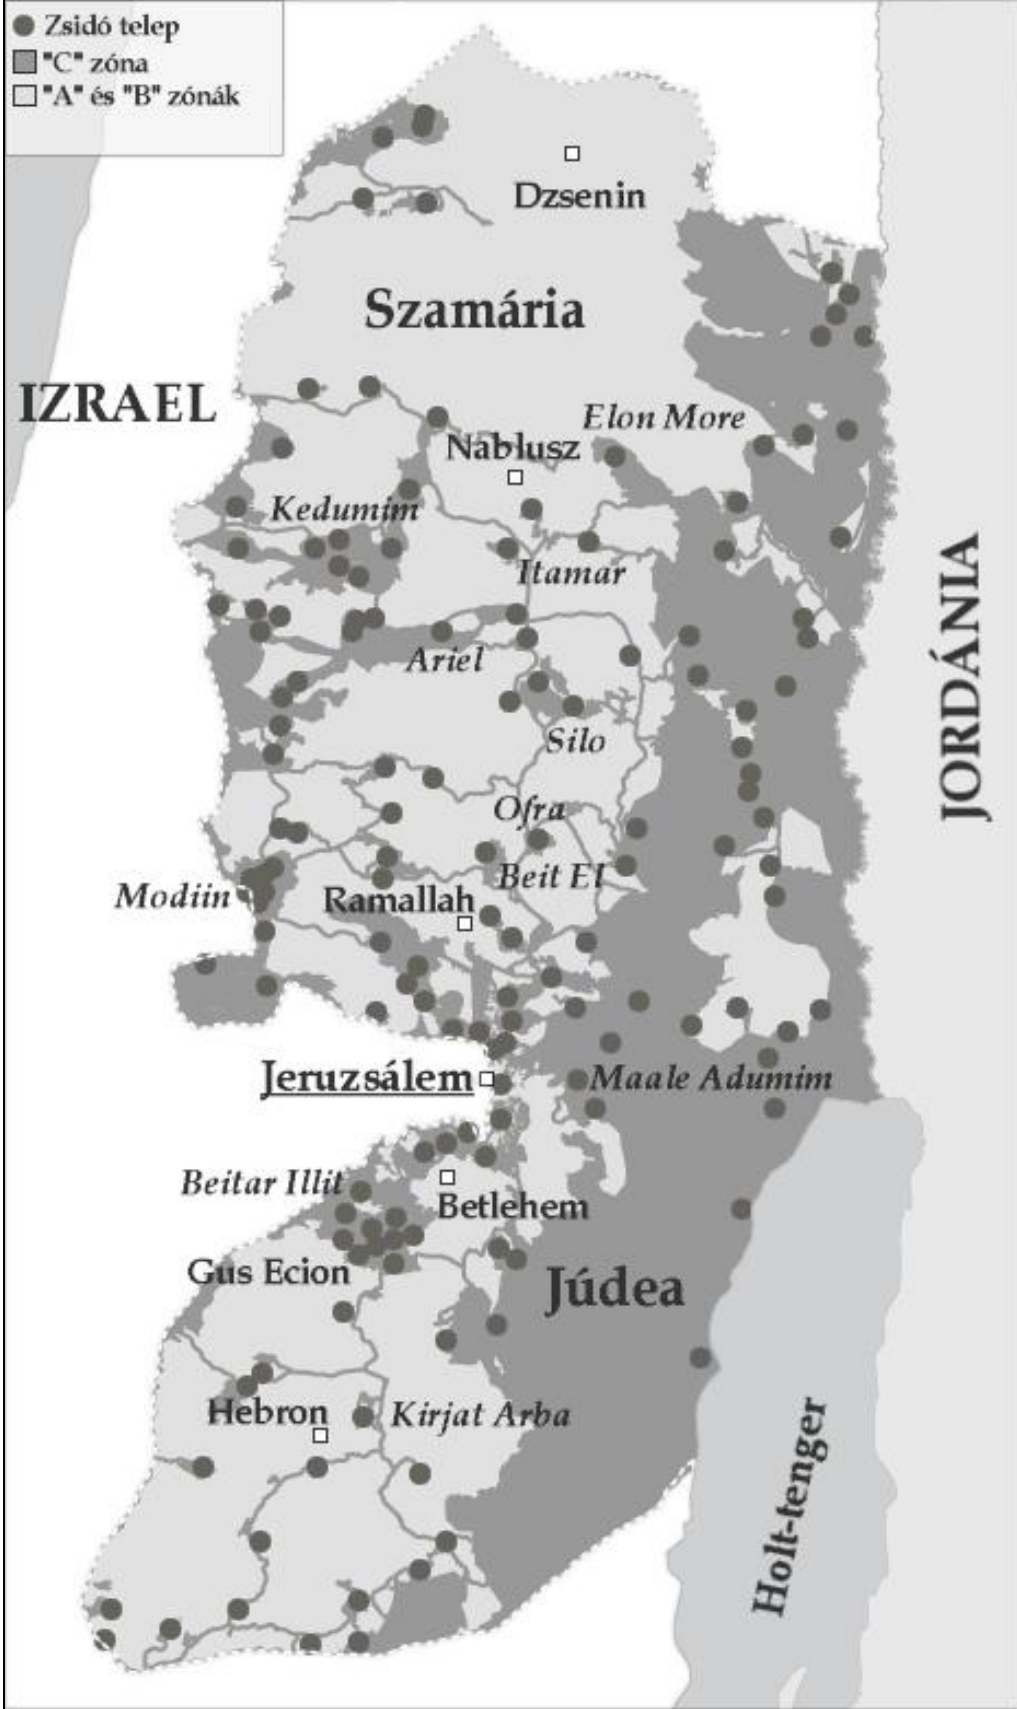 Zsidó telep
"C" zóna
"A" és "B" zónák
Dzsenin
Szamária
IZRAEL
Elon More
Nablusz
Kedumim
Itamar
JORDÁNIA
Ariel
Silo
Ofra
Beit El
Modiin
Ramallah
Jeruzsálem
Maale Adumim
Beitar Illit
Betlehem
Gus Ecion
Júdea
Hebron
Kirjat Arba
Holt-tenger